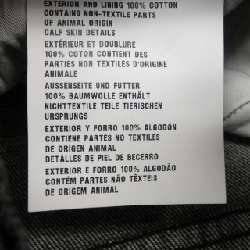 EXTERIOR AND LINING 100% COTTON
CONTAINS NON-TEXTILE PARTS
OF ANIMAL ORIGIN
CALF SKIN DETAILS
EXTÉRIEUR ET DOUBLURE
100% COTON CONTIENT DES
PARTIES NON TEXTILES D'ORIGINE
ANIMALE
AUSSENSEITE UND FUTTER
100% BAUMWOLLE ENTHÄLT
NICHTTEXTILE TEILE TIERISCHEN
URSPRUNGS
EXTERIOR Y FORRO 100% ALGODÓN
CONTIENE PARTES NO TEXTILES
DE ORIGEN ANIMAL
DETALLES DE PIEL DE BECERRO
EXTERIOR E FORRO 100% ALGODÃO
CONTÉM PARTES NÃO TÊXTEIS
DE ORIGEM ANIMAL